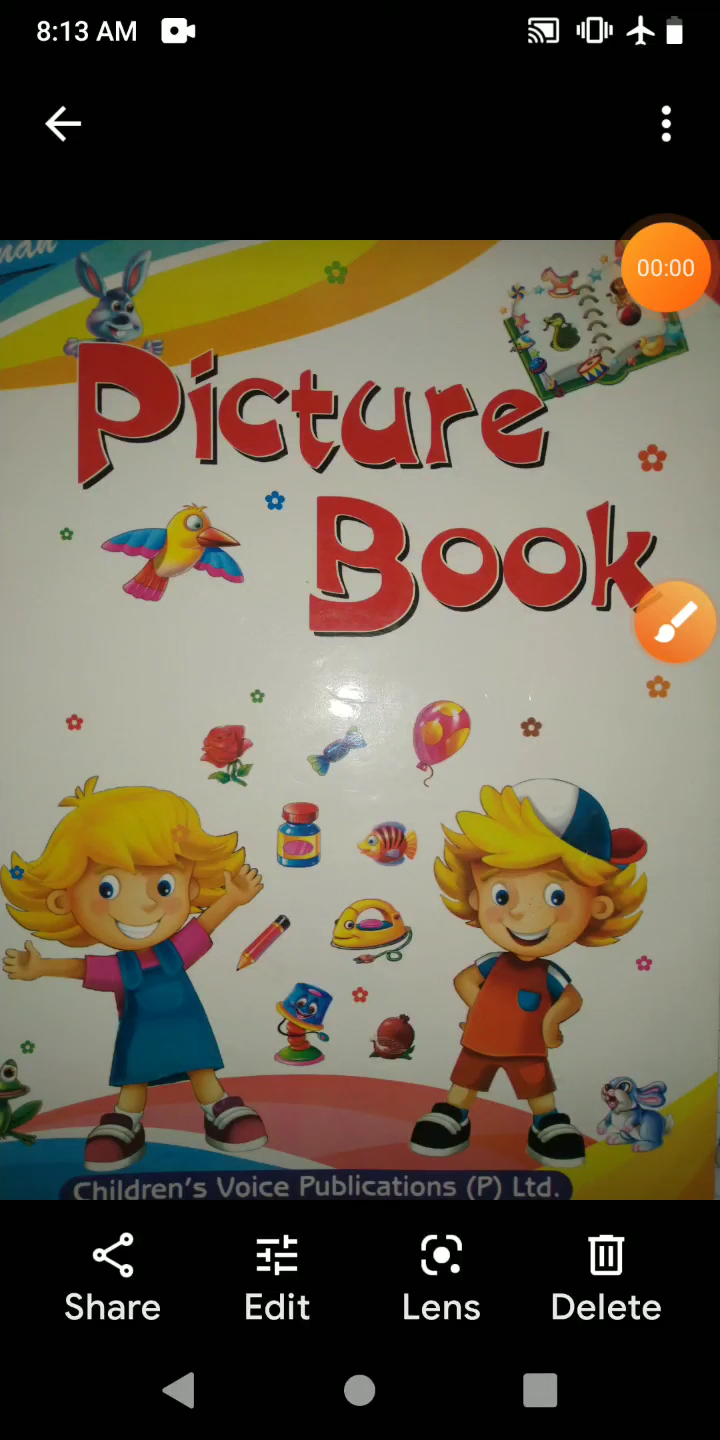 8:13 AM
00:00
Picture
Book
Children's Voice Publications (P) Ltd.
Share
Edit
Lens
Delete